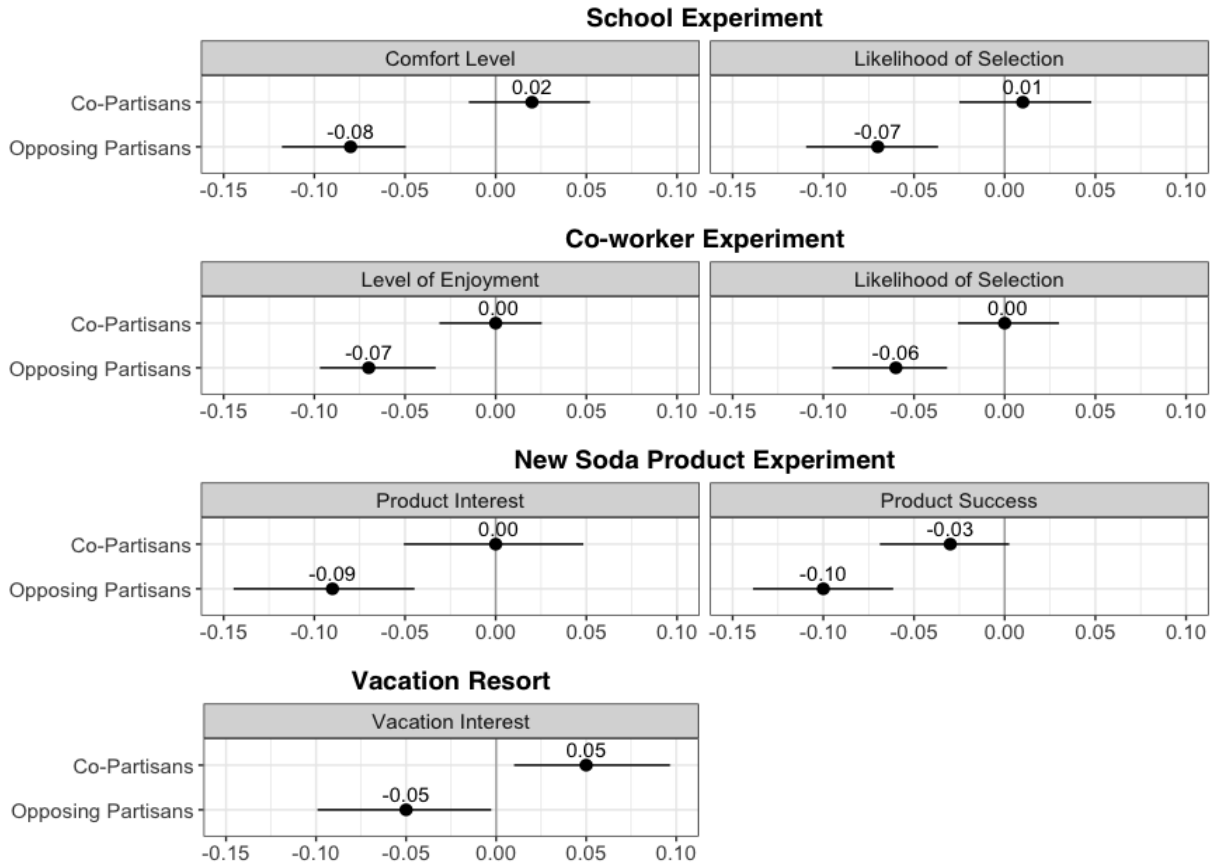 School Experiment
Comfort Level
Likelihood of Selection
Co-Partisans
0.02
0.01
Opposing Partisans
-0.08
-0.07
-0.15 -0.10 -0.05 0.00 0.05 0.10 -0.15 -0.10 -0.05 0.00 0.05 0.10
Co-worker Experiment
Level of Enjoyment
Likelihood of Selection
Co-Partisans
0.00
0.00
Opposing Partisans
-0.07
-0.06
-0.15 -0.10 -0.05 0.00 0.05 0.10 -0.15 -0.10 -0.05 0.00 0.05 0.10
New Soda Product Experiment
Product Interest
Product Success
Co-Partisans
0.00
-0.03
Opposing Partisans
-0.09
-0.10
-0.15 -0.10 -0.05 0.00 0.05 0.10 -0.15 -0.10 -0.05 0.00 0.05 0.10
Vacation Resort
Vacation Interest
Co-Partisans
0.05
Opposing Partisans
-0.05
-0.15 -0.10 -0.05 0.00 0.05 0.10